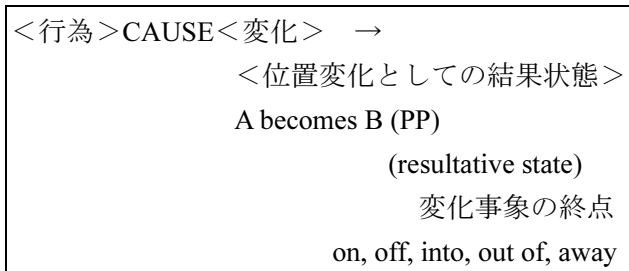 ＜行為＞CAUSE＜変化＞ →
＜位置変化としての結果状態＞
A becomes B (PP)
(resultative state)
変化事象の終点
on, off, into, out of, away